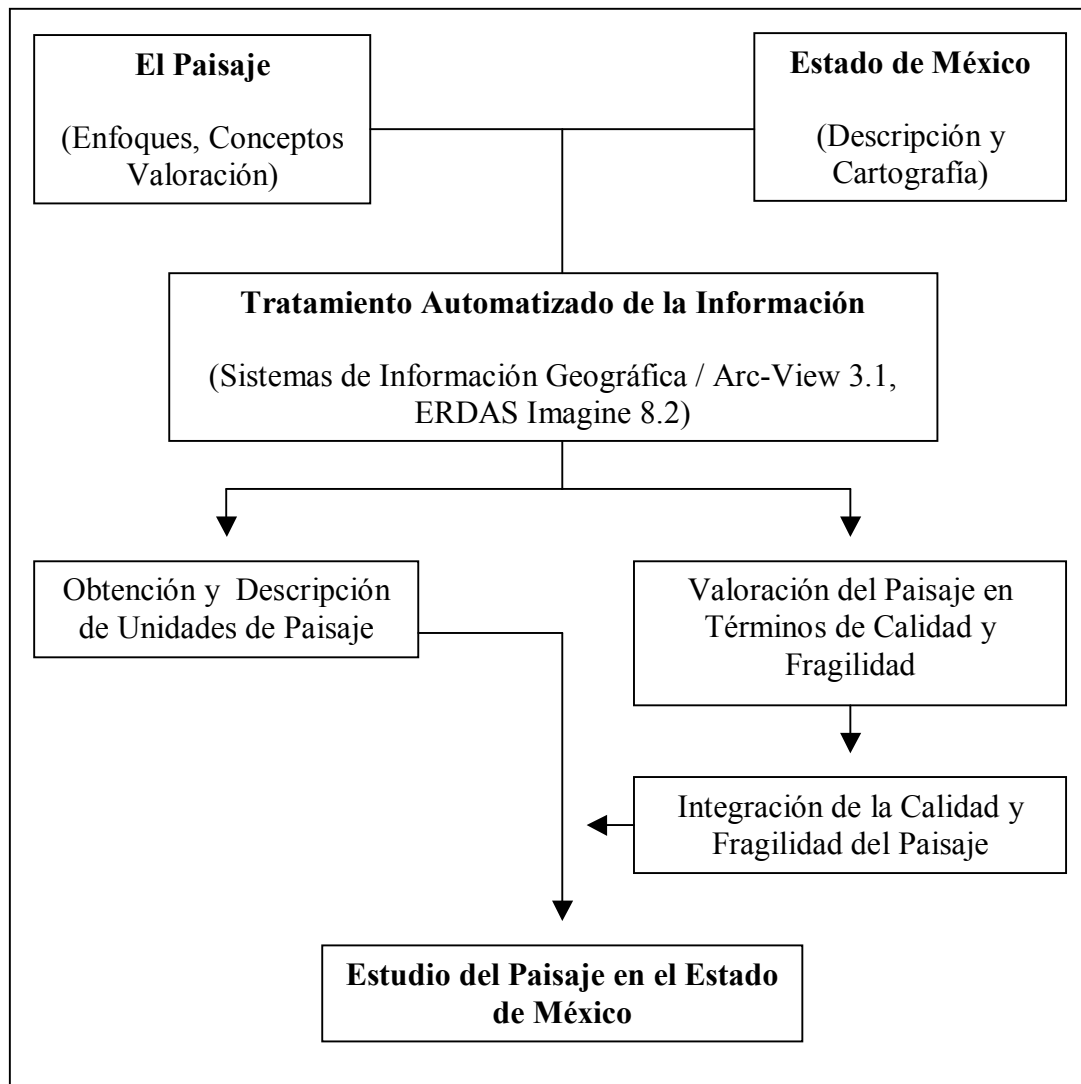 El Paisaje
(Enfoques, Conceptos
Valoración)
Estado de México
(Descripción y
Cartografía)
Tratamiento Automatizado de la Información
(Sistemas de Información Geográfica / Arc-View 3.1,
ERDAS Imagine 8.2)
Obtención y  Descripción
de Unidades de Paisaje
Valoración del Paisaje en
Términos de Calidad y
Fragilidad
Integración de la Calidad y
Fragilidad del Paisaje
Estudio del Paisaje en el Estado
de México